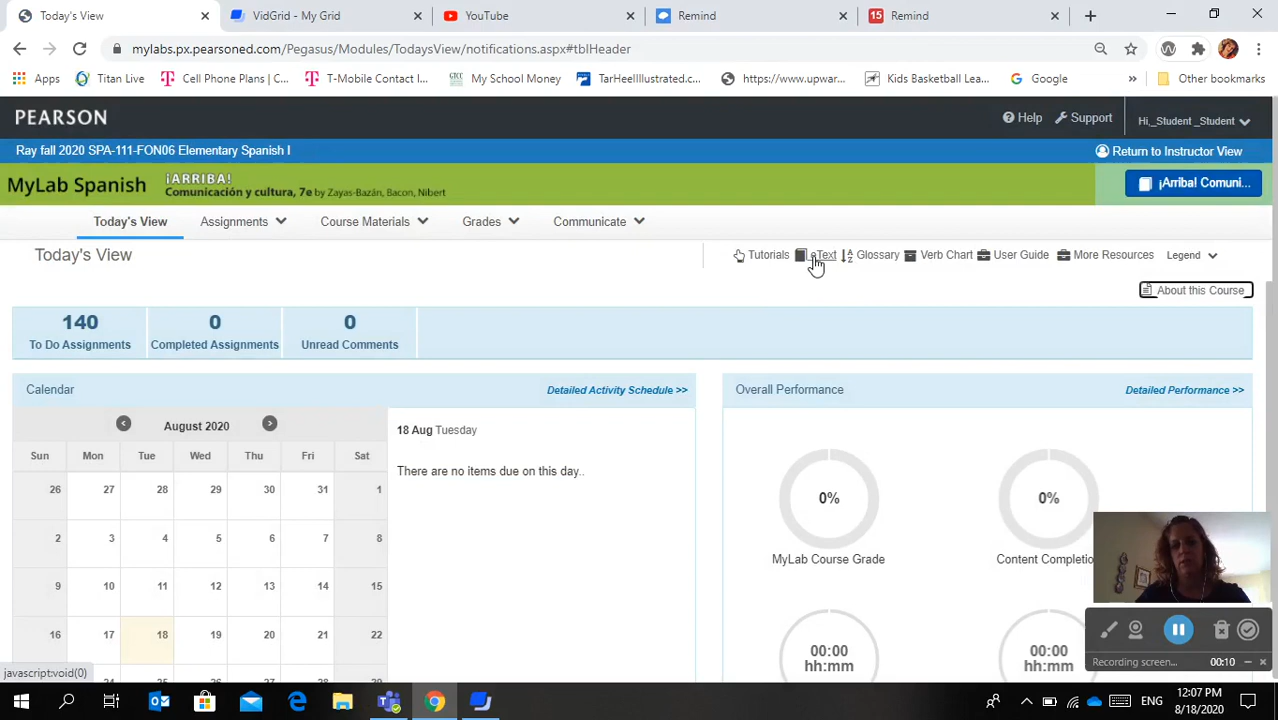 Today's View
VidGrid - My Grid
YouTube
Remind
15 Remind
mylabs.px.pearsoned.com/Pegasus/Modules/TodaysView/notifications.aspx#tblHeader
Apps
Titan Live
Cell Phone Plans | C...
T-Mobile Contact I...
My School Money
TarHeelIllustrated.c...
https://www.upwar...
Kids Basketball Lea...
Google
Other bookmarks
PEARSON
Help
Support
Hi,_Student _Student
Ray fall 2020 SPA-111-FON06 Elementary Spanish I
Return to Instructor View
MyLab Spanish
¡ARRIBA!
Comunicación y cultura, 7e by Zayas-Bazán, Bacon, Nibert
¡Arriba! Comuni...
Today's View
Assignments
Course Materials
Grades
Communicate
Today's View
Tutorials
eText
Glossary
Verb Chart
User Guide
More Resources
Legend
About this Course
140
To Do Assignments
0
Completed Assignments
0
Unread Comments
Calendar
Detailed Activity Schedule >>
August 2020
Sun Mon Tue Wed Thu Fri Sat
26 27 28 29 30 31 1
2 3 4 5 6 7 8
9 10 11 12 13 14 15
16 17 18 19 20 21 22
18 Aug Tuesday
There are no items due on this day..
Overall Performance
Detailed Performance >>
0%
MyLab Course Grade
0%
Content Completio
00:00
hh:mm
00:00
hh:mm
Recording screen...
00:10
javascript:void(0)
ENG
12:07 PM
8/18/2020